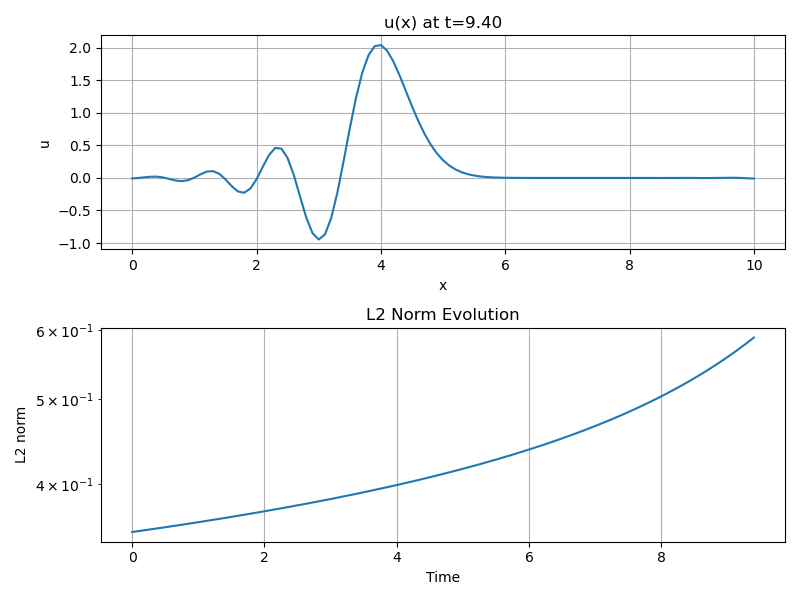 u(x) at t=9.40
2.0
1.5
1.0
0.5
0.0
−0.5
−1.0
u
0 2 4 6 8 10
x
L2 Norm Evolution
6 × 10⁻¹
5 × 10⁻¹
4 × 10⁻¹
L2 norm
0 2 4 6 8
Time